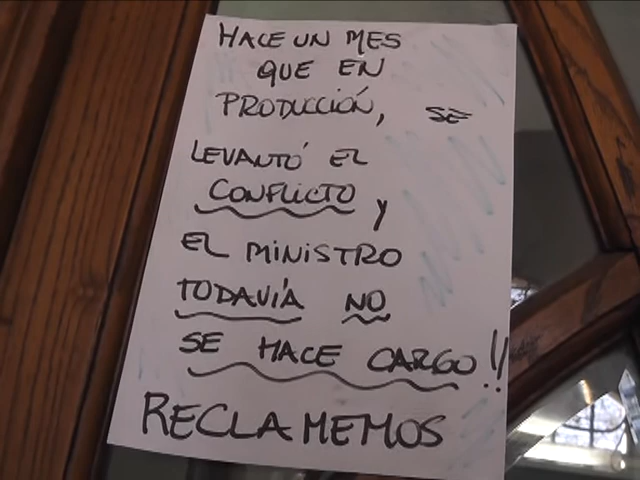 HACE UN MES
QUE EN
PRODUCCIÓN, SE
LEVANTÓ EL
CONFLICTO Y
EL MINISTRO
TODAVÍA NO
SE HACE CARGO!!
RECLAMEMOS